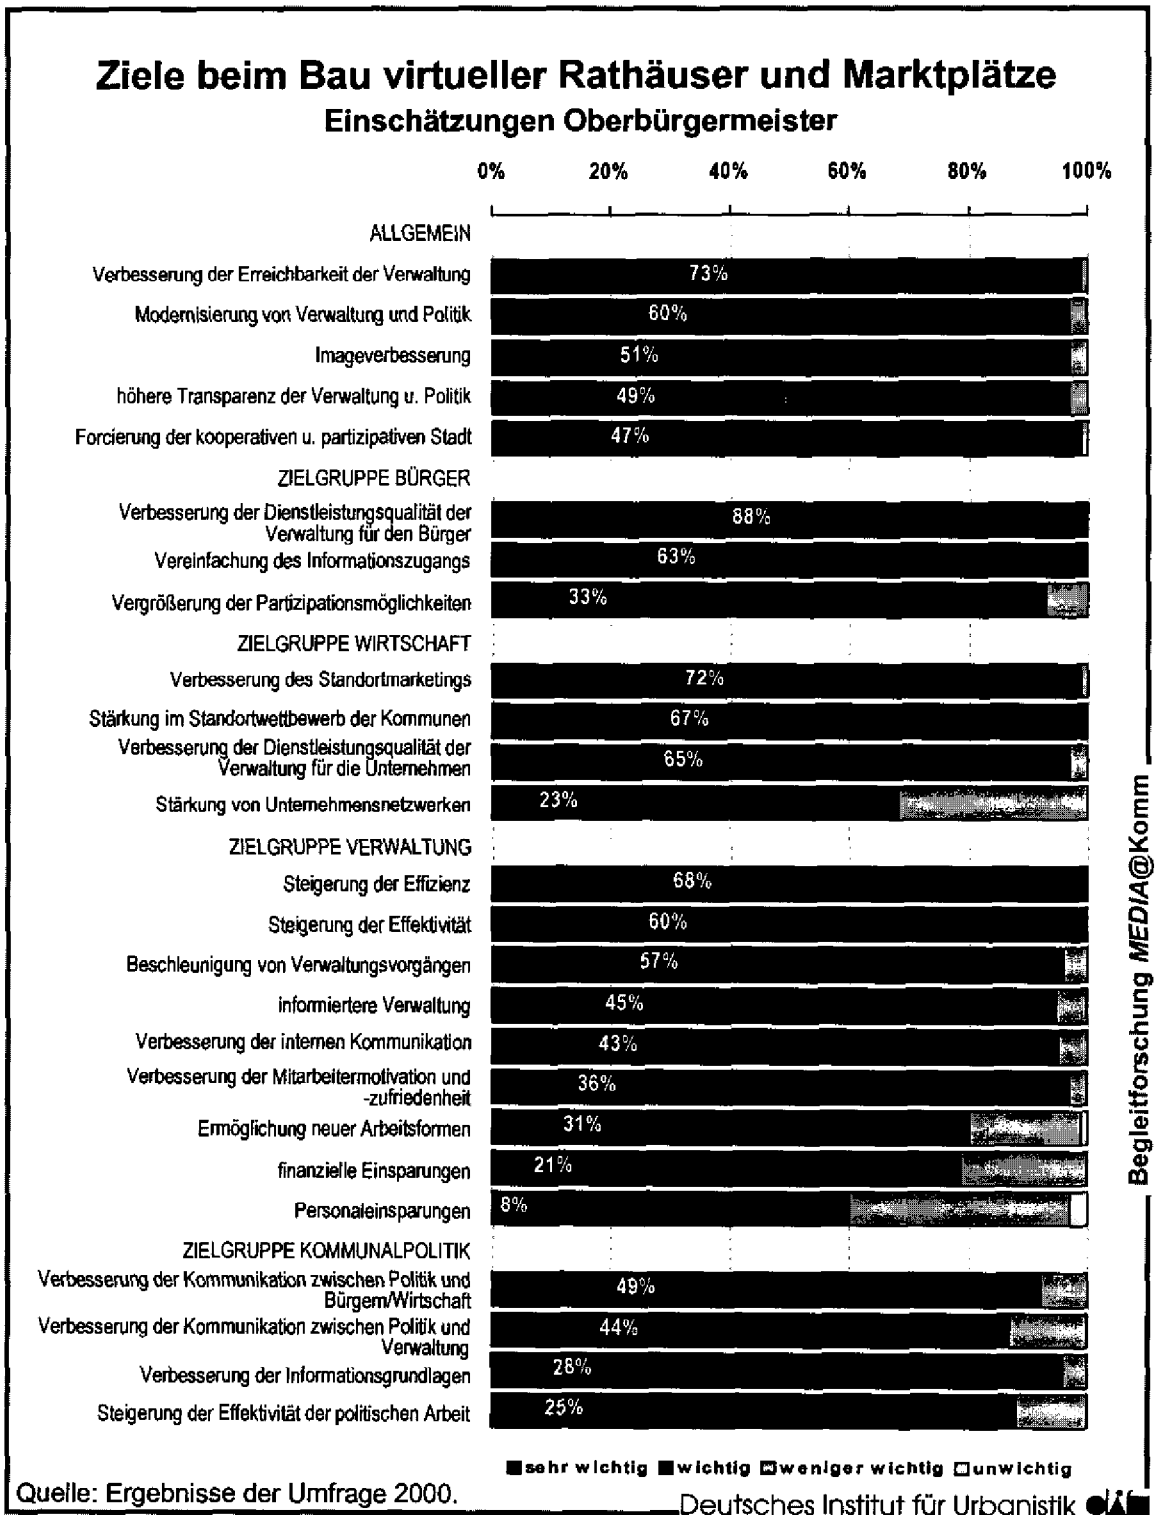 Ziele beim Bau virtueller Rathäuser und Marktplätze
Einschätzungen Oberbürgermeister
0% 20% 40% 60% 80% 100%
ALLGEMEIN
Verbesserung der Erreichbarkeit der Verwaltung 73%
Modernisierung von Verwaltung und Politik 60%
Imageverbesserung 51%
höhere Transparenz der Verwaltung u. Politik 49%
Forcierung der kooperativen u. partizipativen Stadt 47%
ZIELGRUPPE BÜRGER
Verbesserung der Dienstleistungsqualität der
Verwaltung für den Bürger 88%
Vereinfachung des Informationszugangs 63%
Vergrößerung der Partizipationsmöglichkeiten 33%
ZIELGRUPPE WIRTSCHAFT
Verbesserung des Standortmarketings 72%
Stärkung im Standortwettbewerb der Kommunen 67%
Verbesserung der Dienstleistungsqualität der
Verwaltung für die Unternehmen 65%
Stärkung von Unternehmensnetzwerken 23%
ZIELGRUPPE VERWALTUNG
Steigerung der Effizienz 68%
Steigerung der Effektivität 60%
Beschleunigung von Verwaltungsvorgängen 57%
informiertere Verwaltung 45%
Verbesserung der internen Kommunikation 43%
Verbesserung der Mitarbeitermotivation und
-zufriedenheit 36%
Ermöglichung neuer Arbeitsformen 31%
finanzielle Einsparungen 21%
Personaleinsparungen 8%
ZIELGRUPPE KOMMUNALPOLITIK
Verbesserung der Kommunikation zwischen Politik und
Bürgern/Wirtschaft 49%
Verbesserung der Kommunikation zwischen Politik und
Verwaltung 44%
Verbesserung der Informationsgrundlagen 28%
Steigerung der Effektivität der politischen Arbeit 25%
sehr wichtig wichtig weniger wichtig unwichtig
Quelle: Ergebnisse der Umfrage 2000.
Deutsches Institut für Urbanistik difu
Begleitforschung MEDIA@Komm